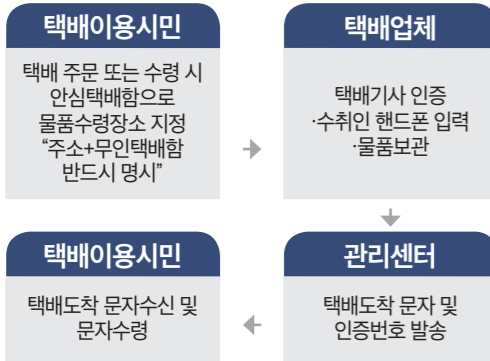 택배이용시민
택배 주문 또는 수령 시
안심택배함으로
물품수령장소 지정
“주소+무인택배함
반드시 명시”
택배업체
택배기사 인증
·수취인 핸드폰 입력
·물품보관
택배이용시민
택배도착 문자수신 및
문자수령
관리센터
택배도착 문자 및
인증번호 발송